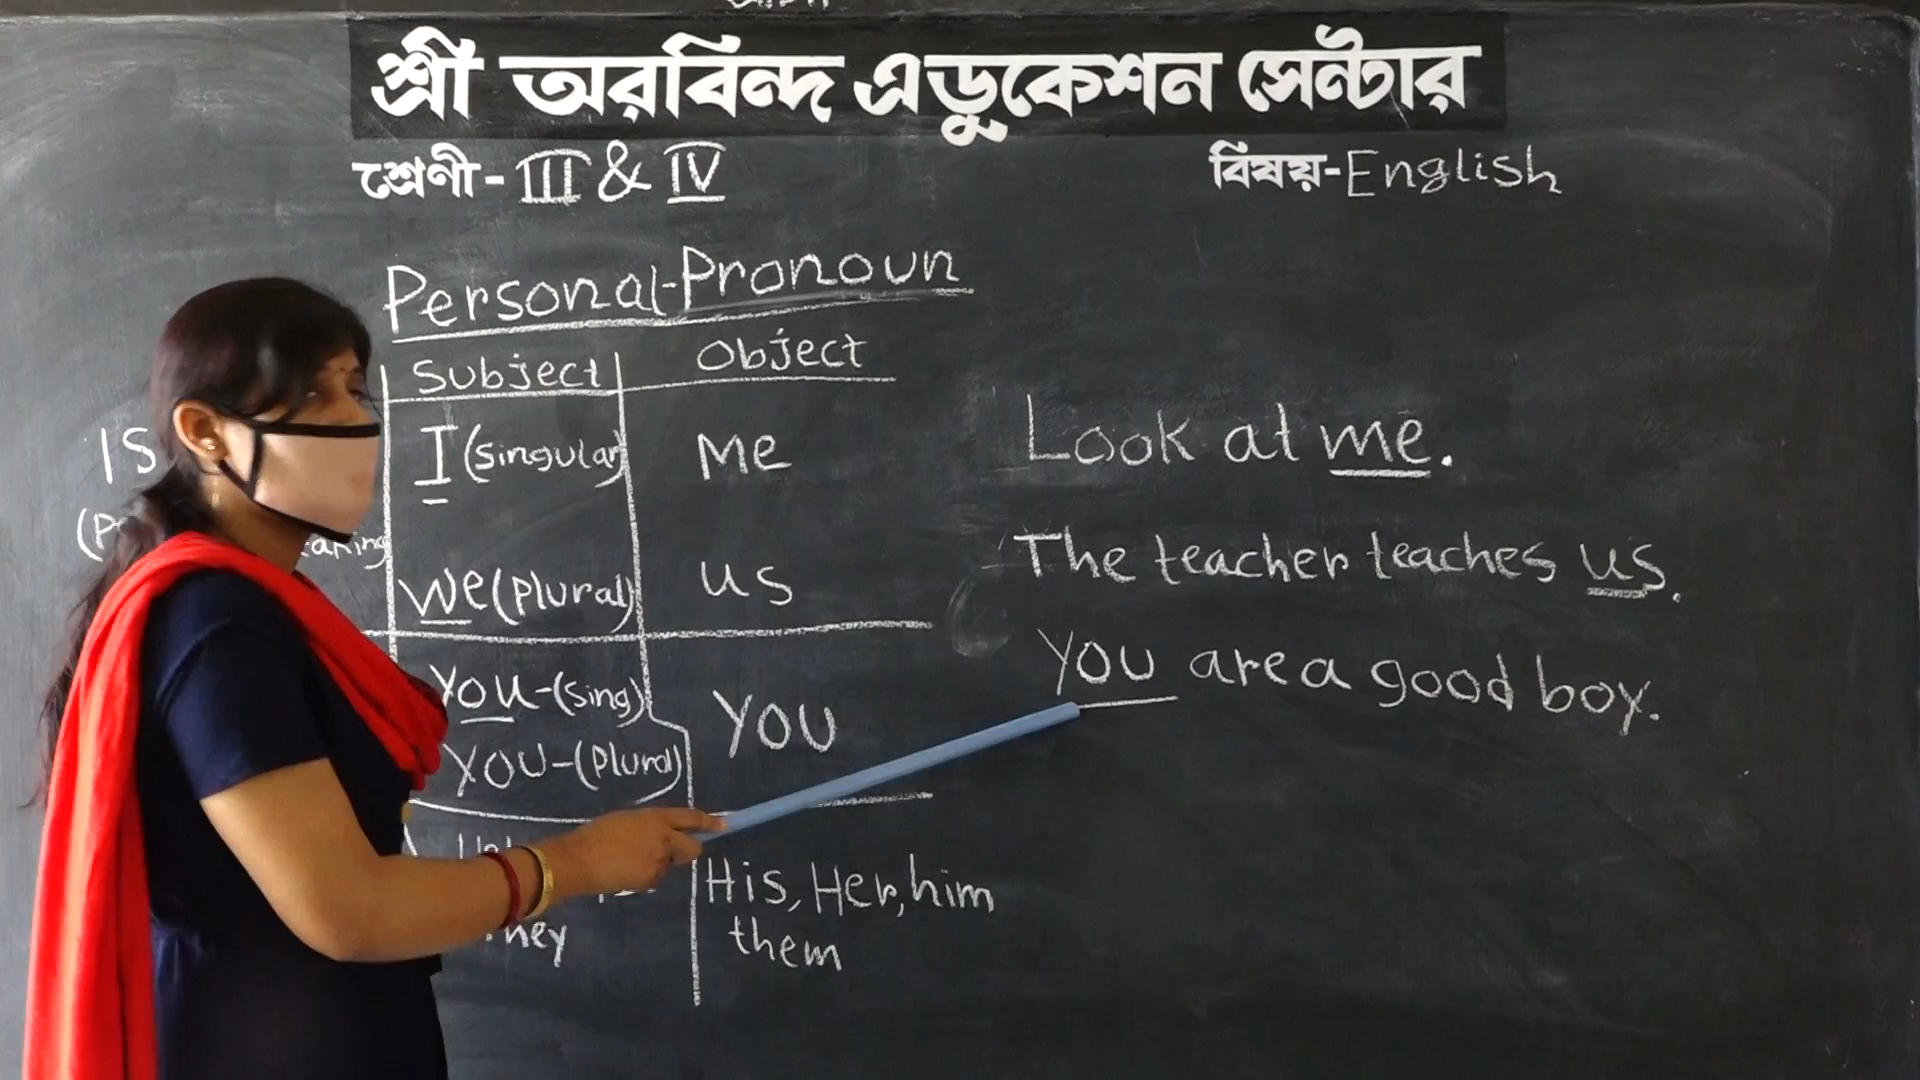 শ্রী অরবিন্দ এডুকেশন সেন্টার
শ্রেণী- III & IV
বিষয়-English
Personal-Pronoun
Subject Object
I (Singular) Me
We (Plural) us
You-(Sing)
You-(Plural)
You
His, Her, him
them
Look at me.
The teacher teaches us.
You are a good boy.